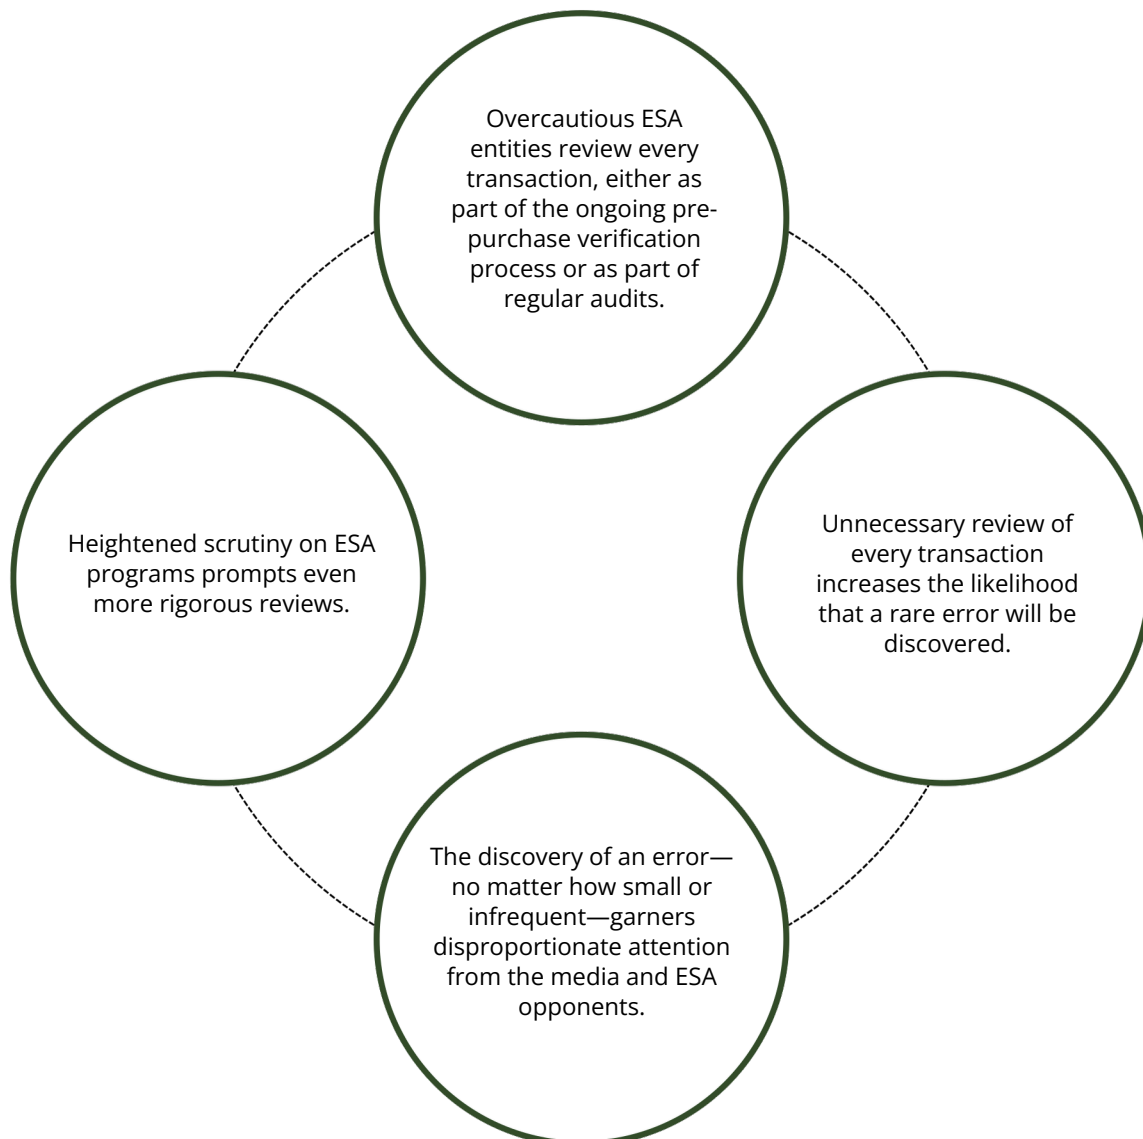 Overcautious ESA
entities review every
transaction, either as
part of the ongoing pre-
purchase verification
process or as part of
regular audits.
Unnecessary review of
every transaction
increases the likelihood
that a rare error will be
discovered.
The discovery of an error—
no matter how small or
infrequent—garners
disproportionate attention
from the media and ESA
opponents.
Heightened scrutiny on ESA
programs prompts even
more rigorous reviews.